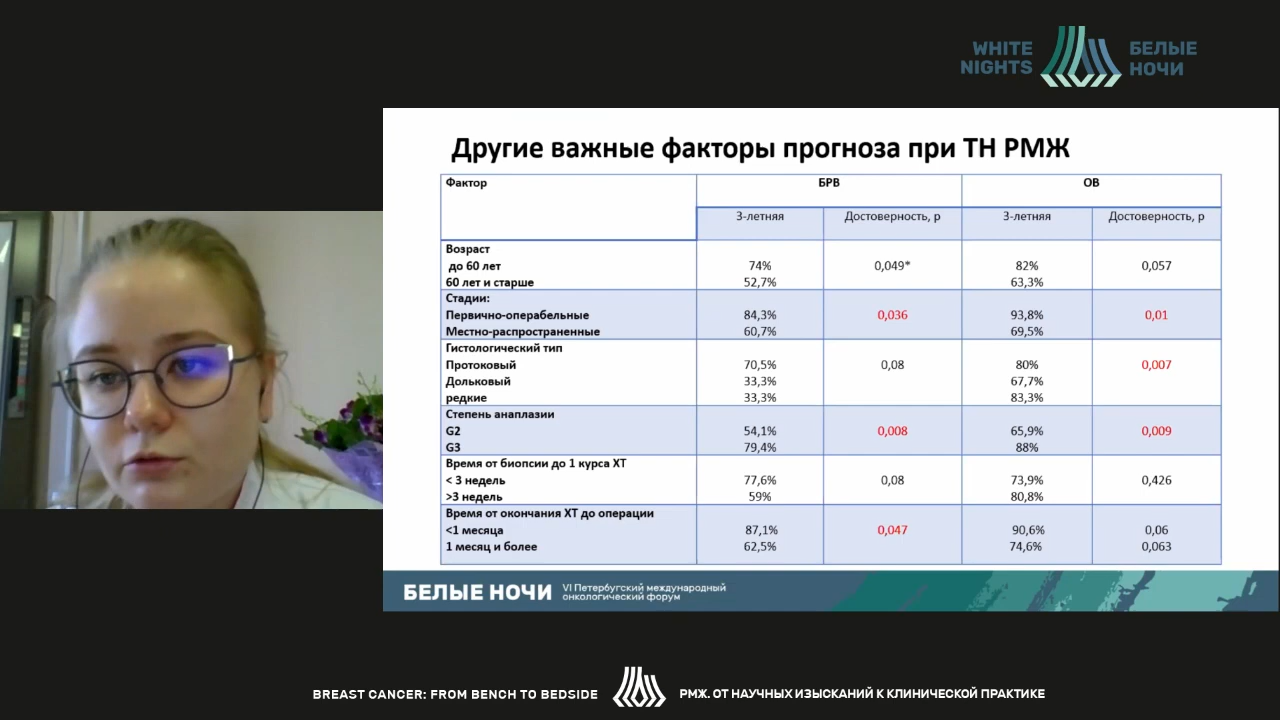 WHITE
NIGHTS
БЕЛЫЕ
НОЧИ
Другие важные факторы прогноза при ТН РМЖ
Фактор БРВ ОВ
3-летняя Достоверность, р 3-летняя Достоверность, р
Возраст
до 60 лет 74% 0,049* 82% 0,057
60 лет и старше 52,7% 63,3%
Стадии:
Первично-операбельные 84,3% 0,036 93,8% 0,01
Местно-распространенные 60,7% 69,5%
Гистологический тип
Протоковый 70,5% 0,08 80% 0,007
Дольковый 33,3% 67,7%
редкие 33,3% 83,3%
Степень анаплазии
G2 54,1% 0,008 65,9% 0,009
G3 79,4% 88%
Время от биопсии до 1 курса ХТ
< 3 недель 77,6% 0,08 73,9% 0,426
>3 недель 59% 80,8%
Время от окончания ХТ до операции
<1 месяца 87,1% 0,047 90,6% 0,06
1 месяц и более 62,5% 74,6% 0,063
БЕЛЫЕ НОЧИ
VI Петербургский международный
онкологический форум
BREAST CANCER: FROM BENCH TO BEDSIDE
РМЖ. ОТ НАУЧНЫХ ИЗЫСКАНИЙ К КЛИНИЧЕСКОЙ ПРАКТИКЕ